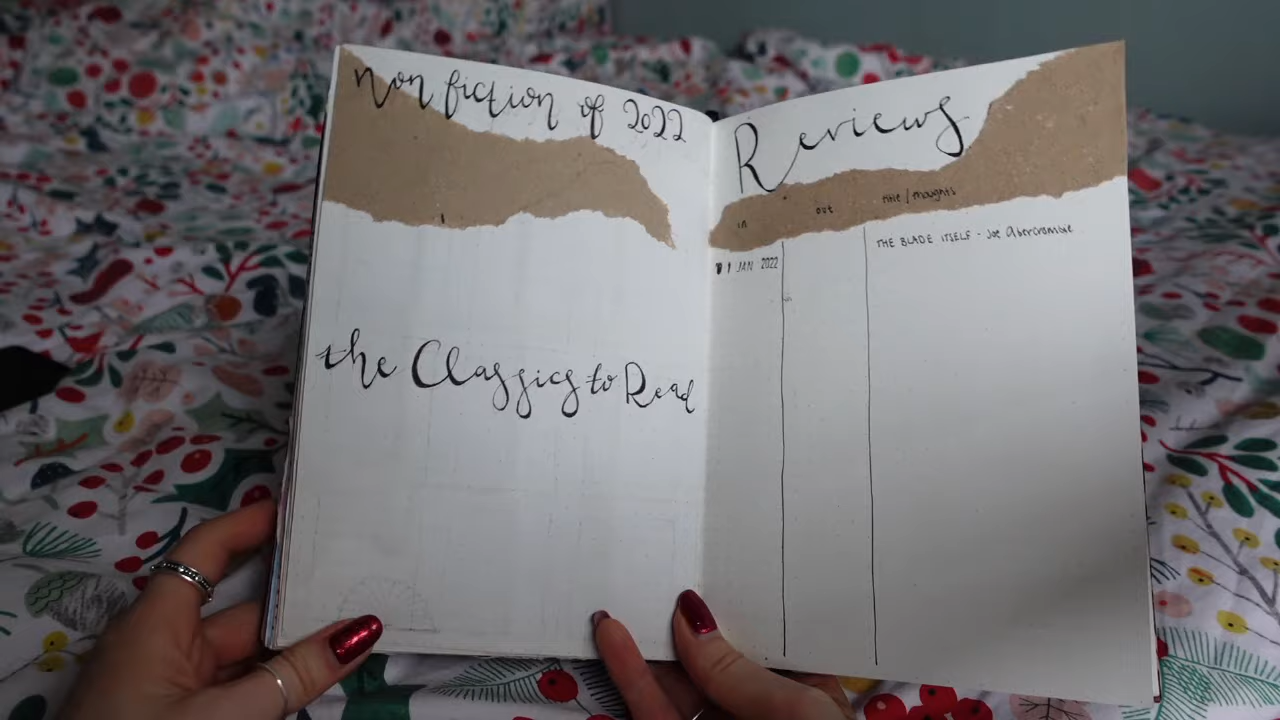 non fiction of 2022
the Classics to Read
Reviews
in out title/thoughts
THE BLADE ITSELF - Joe Abercrombie
01 JAN 2022